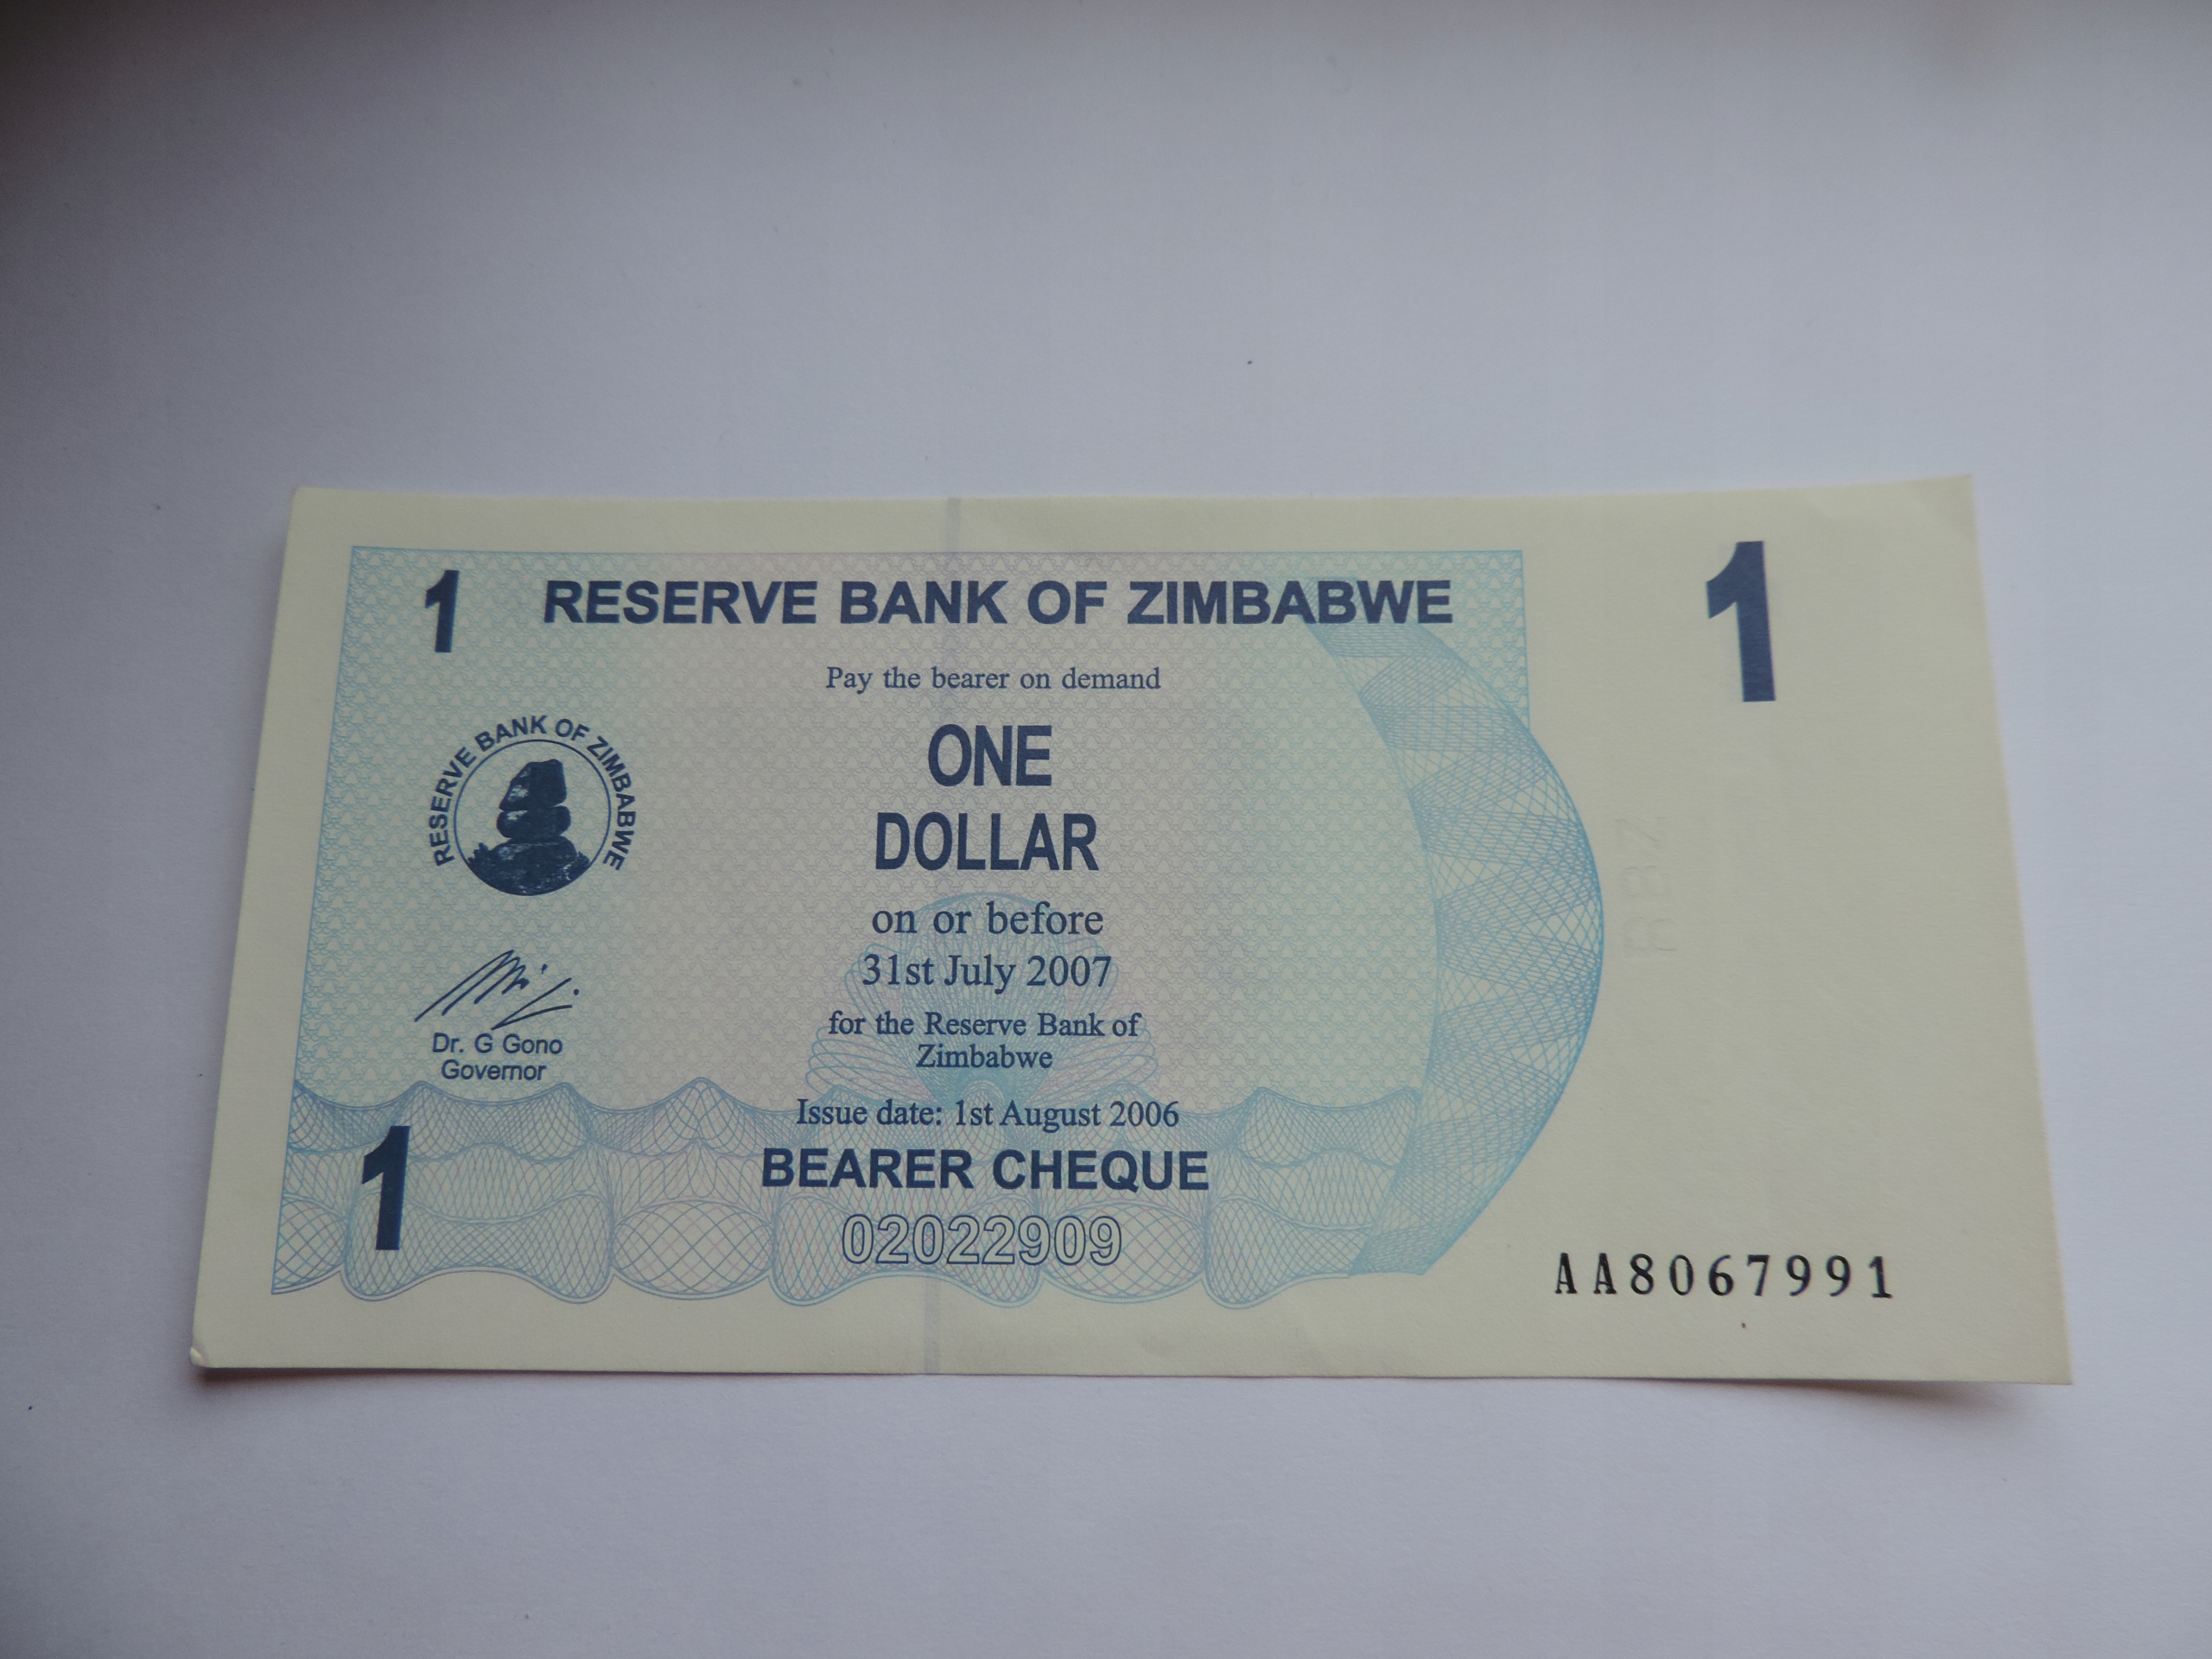 1 RESERVE BANK OF ZIMBABWE 1
Pay the bearer on demand
ONE
DOLLAR
RESERVE BANK OF ZIMBABWE
on or before
31st July 2007
for the Reserve Bank of
Zimbabwe
Dr. G Gono
Governor
Issue date: 1st August 2006
1
BEARER CHEQUE
02022909
AA8067991